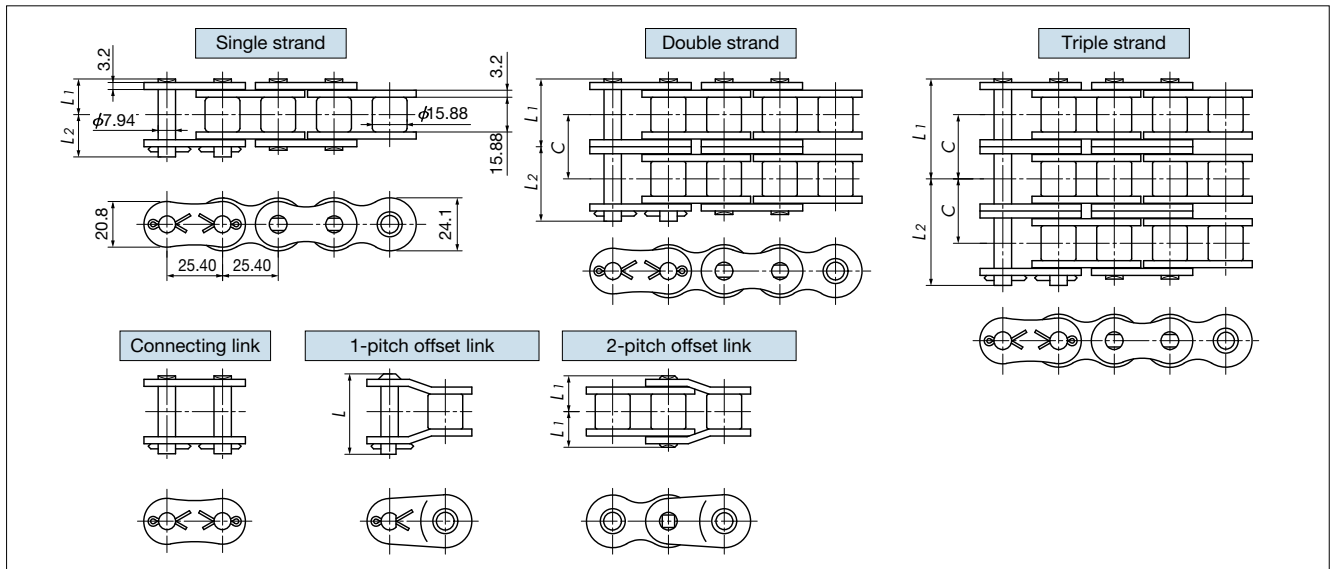 Single strand
3.2
L1
L2
ϕ7.94
3.2
ϕ15.88
15.88
20.8
24.1
25.40
25.40
Double strand
L1
L2
C
Triple strand
L1
L2
C
C
Connecting link
1-pitch offset link
L
2-pitch offset link
L1
L1